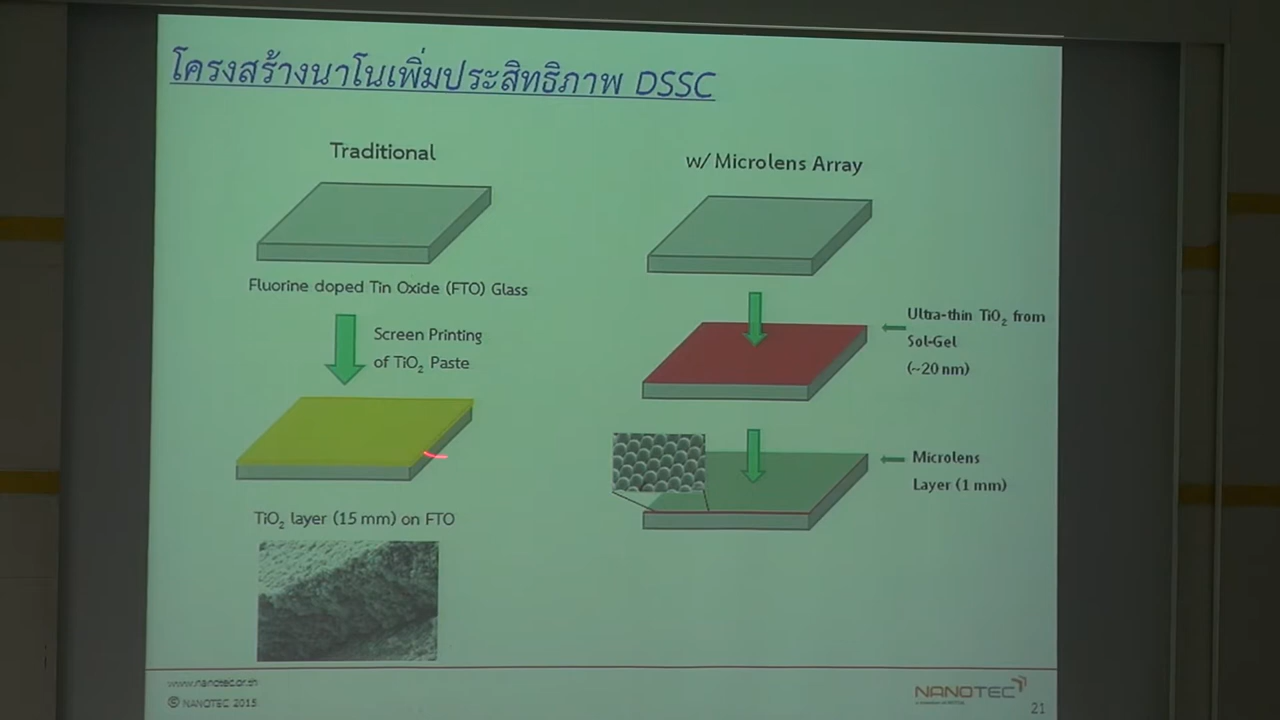 โครงสร้างนาโนเพิ่มประสิทธิภาพ DSSC
Traditional
Fluorine doped Tin Oxide (FTO) Glass
Screen Printing
of TiO₂ Paste
TiO₂ layer (15 mm) on FTO
w/ Microlens Array
Ultra-thin TiO₂ from
Sol-Gel
(~20 nm)
Microlens
Layer (1 mm)
www.nanotec.or.th
© NANOTEC 2015
NANOTEC
21